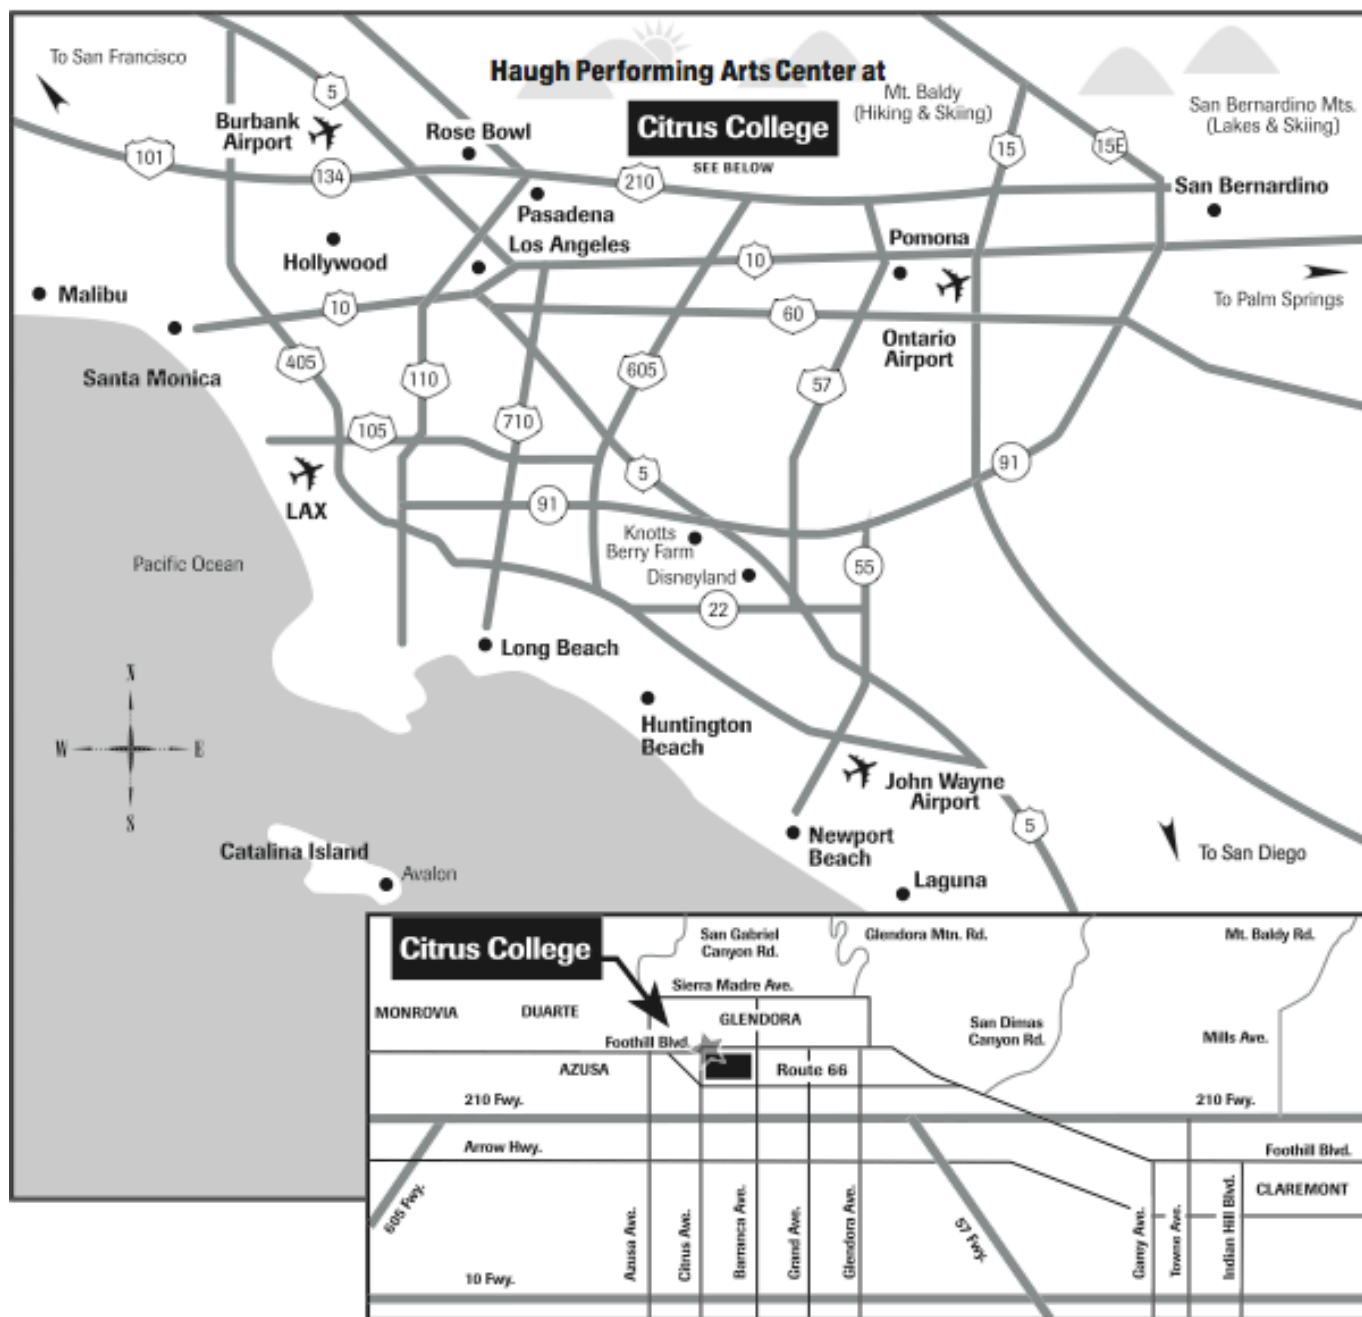 To San Francisco
Haugh Performing Arts Center at
Citrus College
SEE BELOW
Mt. Baldy
(Hiking & Skiing)
San Bernardino Mts.
(Lakes & Skiing)
5
Burbank
Airport
Rose Bowl
101
134
210
15
15E
San Bernardino
Pasadena
Los Angeles
Hollywood
Pomona
10
Malibu
10
To Palm Springs
60
Ontario
Airport
Santa Monica
405
110
605
57
710
105
5
91
LAX
91
Knotts
Berry Farm
Disneyland
55
22
Pacific Ocean
Long Beach
N
W
E
S
Huntington
Beach
John Wayne
Airport
5
Newport
Beach
To San Diego
Catalina Island
Avalon
Laguna
Citrus College
San Gabriel
Canyon Rd.
Glendora Mtn. Rd.
Mt. Baldy Rd.
Sierra Madre Ave.
MONROVIA
DUARTE
GLENDORA
San Dimas
Canyon Rd.
Mills Ave.
Foothill Blvd.
AZUSA
Route 66
210 Fwy.
210 Fwy.
Arrow Hwy.
Foothill Blvd.
CLAREMONT
605 Fwy.
Azusa Ave.
Citrus Ave.
Barranca Ave.
Grand Ave.
Glendora Ave.
57 Fwy.
Garey Ave.
Towne Ave.
Indian Hill Blvd.
10 Fwy.